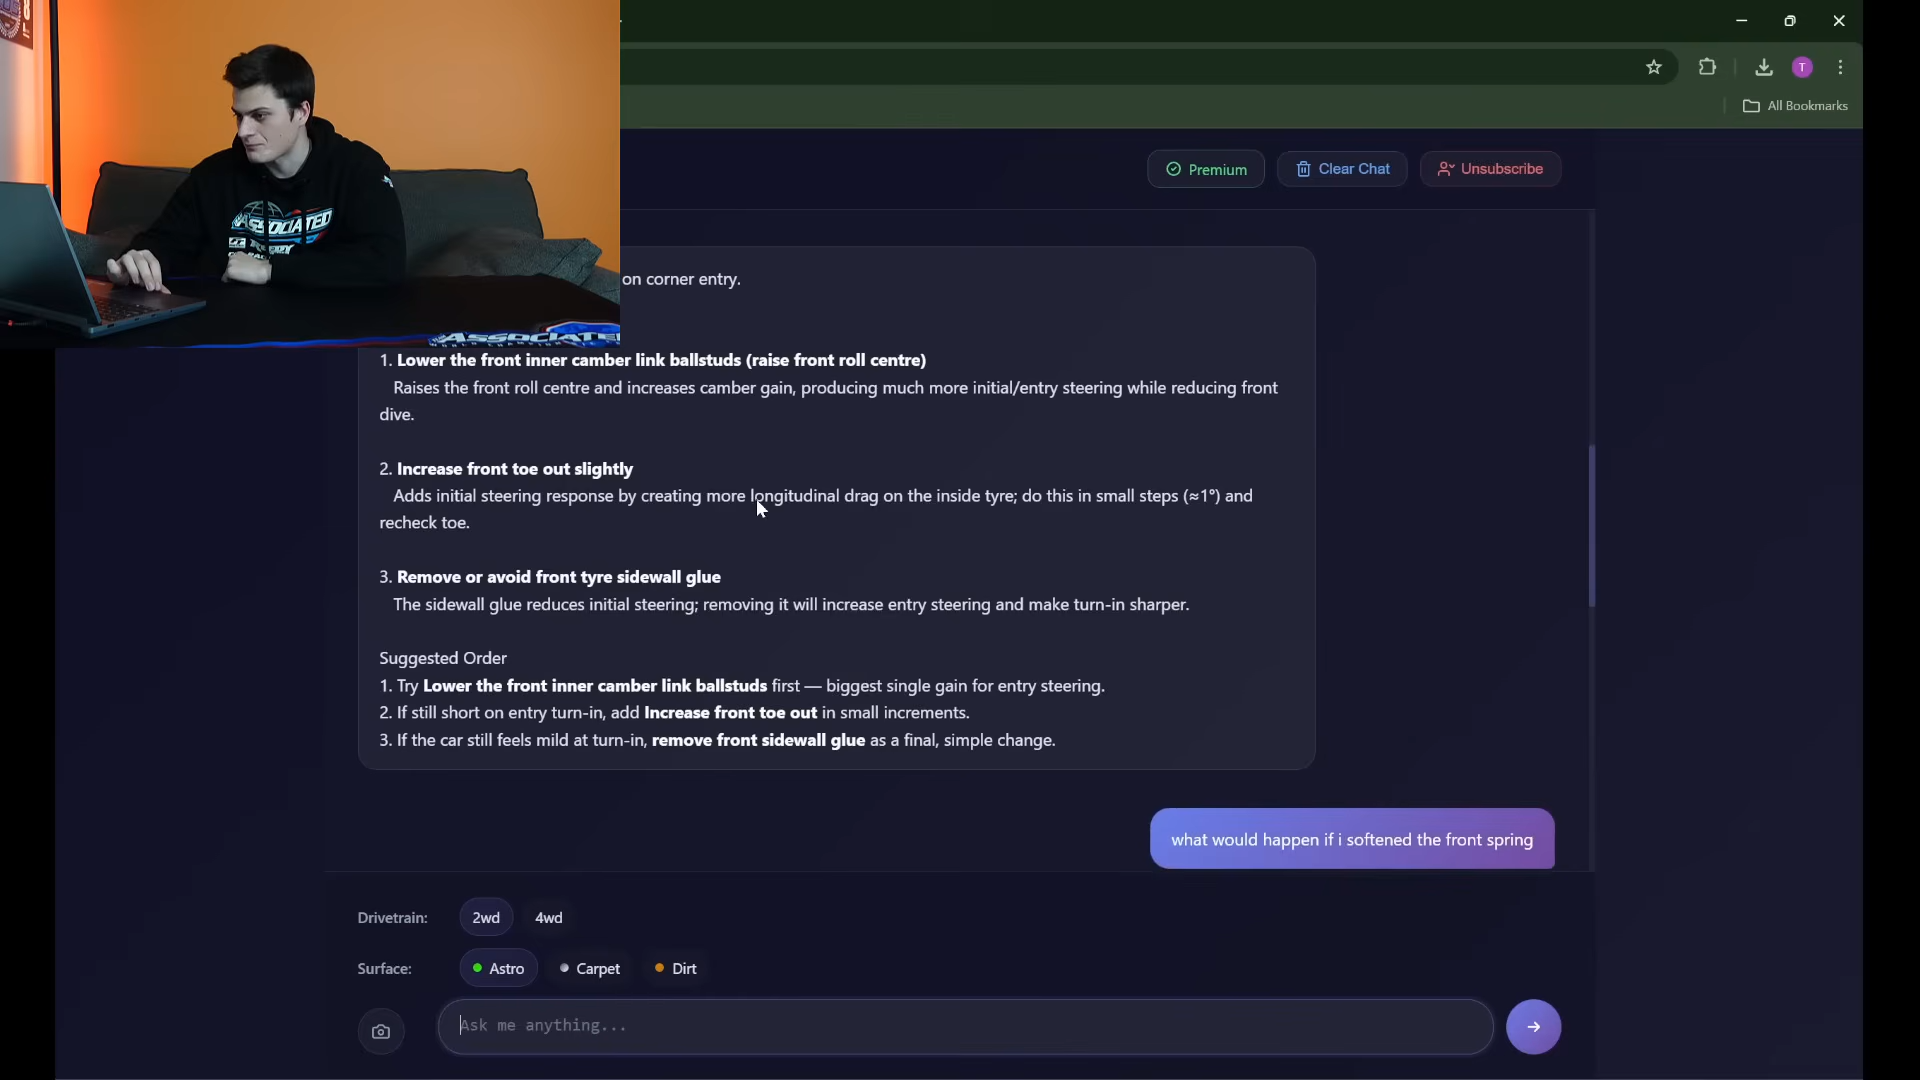 T
All Bookmarks
Premium
Clear Chat
Unsubscribe
ASSOCIATED
ASSOCIATED
on corner entry.
1. Lower the front inner camber link ballstuds (raise front roll centre)
Raises the front roll centre and increases camber gain, producing much more initial/entry steering while reducing front
dive.
2. Increase front toe out slightly
Adds initial steering response by creating more longitudinal drag on the inside tyre; do this in small steps (≈1°) and
recheck toe.
3. Remove or avoid front tyre sidewall glue
The sidewall glue reduces initial steering; removing it will increase entry steering and make turn-in sharper.
Suggested Order
1. Try Lower the front inner camber link ballstuds first — biggest single gain for entry steering.
2. If still short on entry turn-in, add Increase front toe out in small increments.
3. If the car still feels mild at turn-in, remove front sidewall glue as a final, simple change.
what would happen if i softened the front spring
Drivetrain: 2wd 4wd
Surface: Astro Carpet Dirt
Ask me anything...